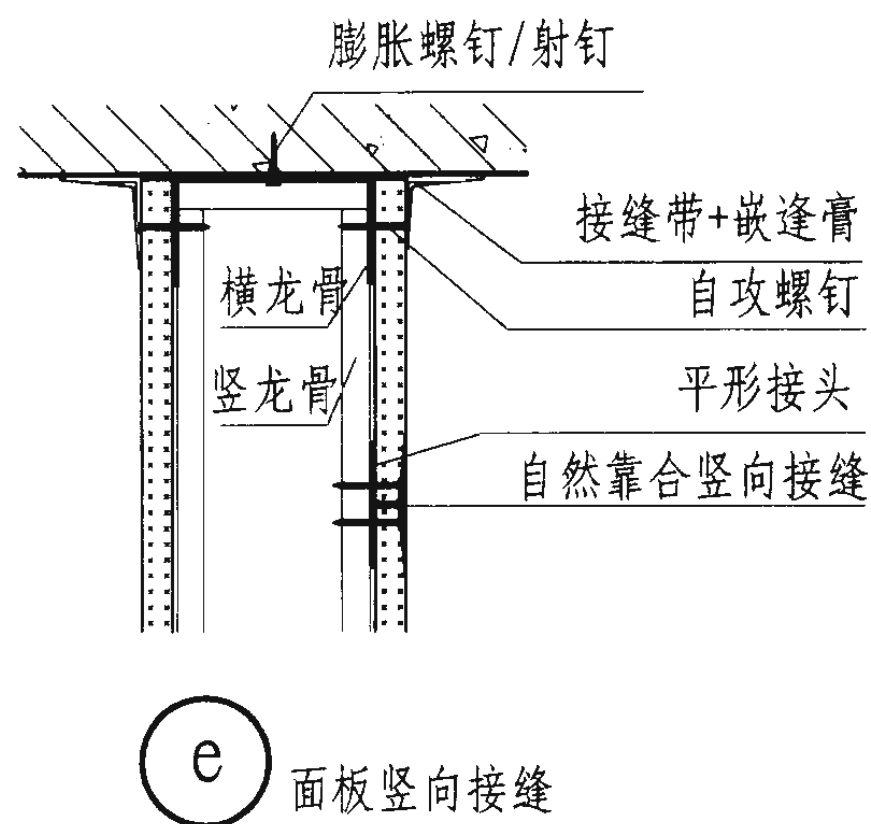 膨胀螺钉/射钉
接缝带+嵌逢膏
自攻螺钉
横龙骨
竖龙骨
平形接头
自然靠合竖向接缝
e
面板竖向接缝